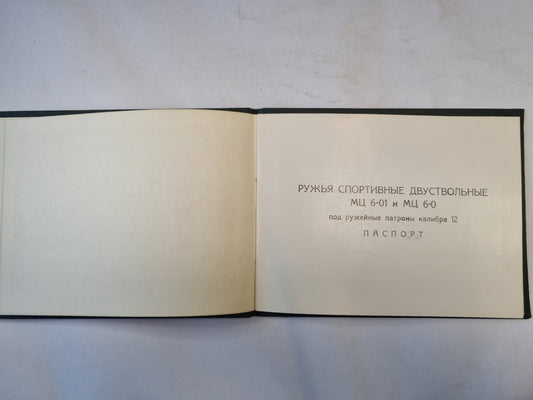 РУЖЬЯ СПОРТИВНЫЕ ДВУСТВОЛЬНЫЕ
МЦ 6-01 и МЦ 6-0
под ружейные патроны калибра 12
ПАСПОРТ